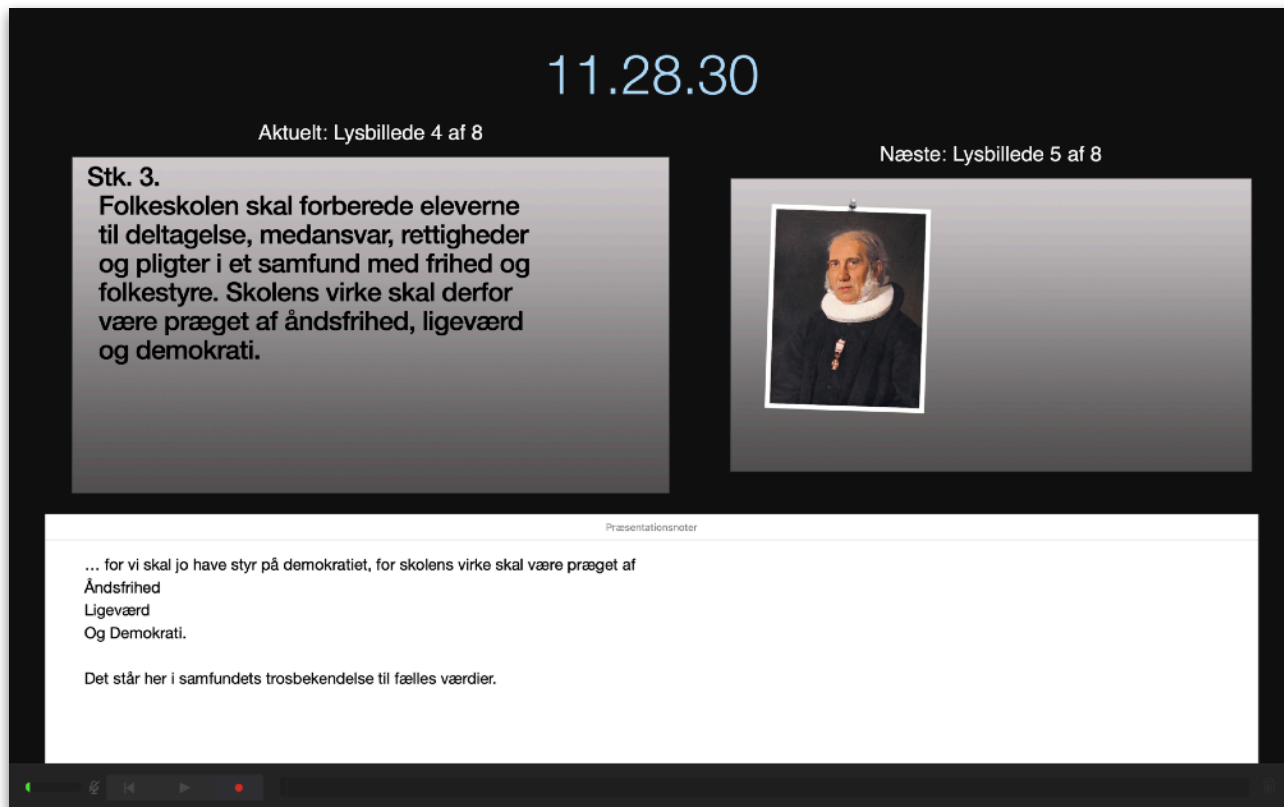 11.28.30
Aktuelt: Lysbillede 4 af 8
Stk. 3.
Folkeskolen skal forberede eleverne
til deltagelse, medansvar, rettigheder
og pligter i et samfund med frihed og
folkestyre. Skolens virke skal derfor
være præget af åndsfrihed, ligeværd
og demokrati.
Næste: Lysbillede 5 af 8
Præsentationsnoter
… for vi skal jo have styr på demokratiet, for skolens virke skal være præget af
Åndsfrihed
Ligeværd
Og Demokrati.
Det står her i samfundets trosbekendelse til fælles værdier.